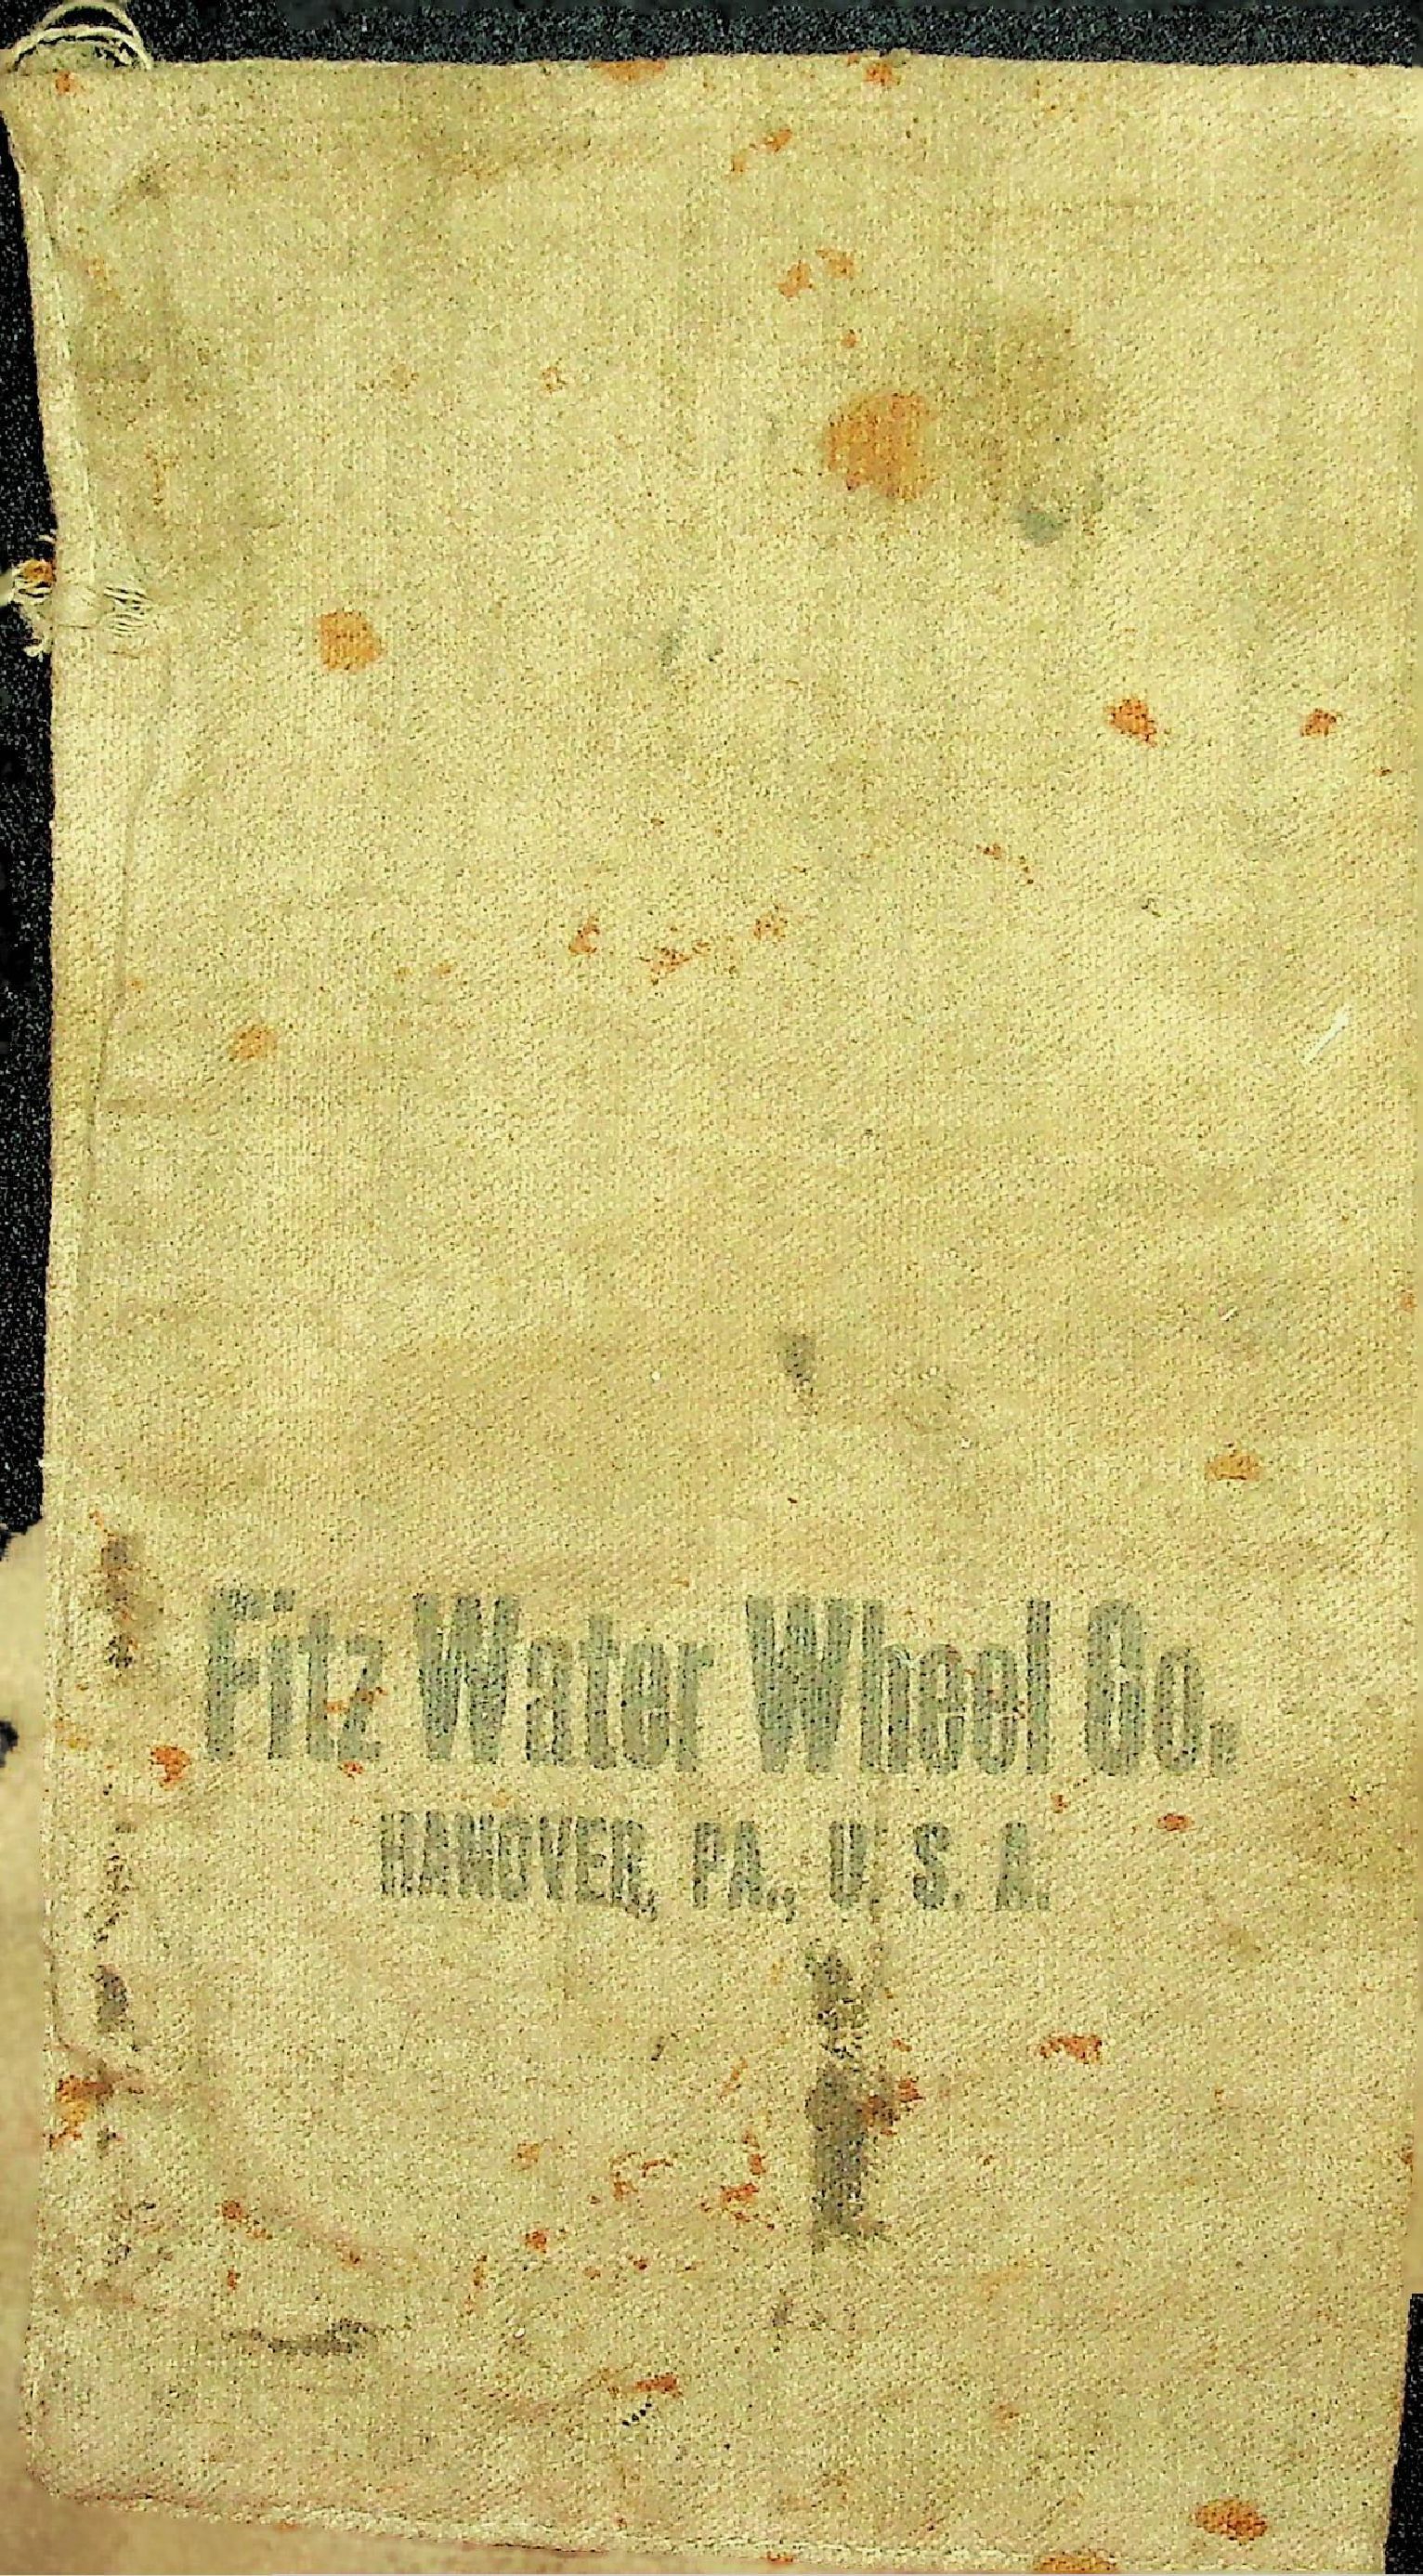 Fitz Water Wheel Co.
HANOVER, PA., U. S. A.